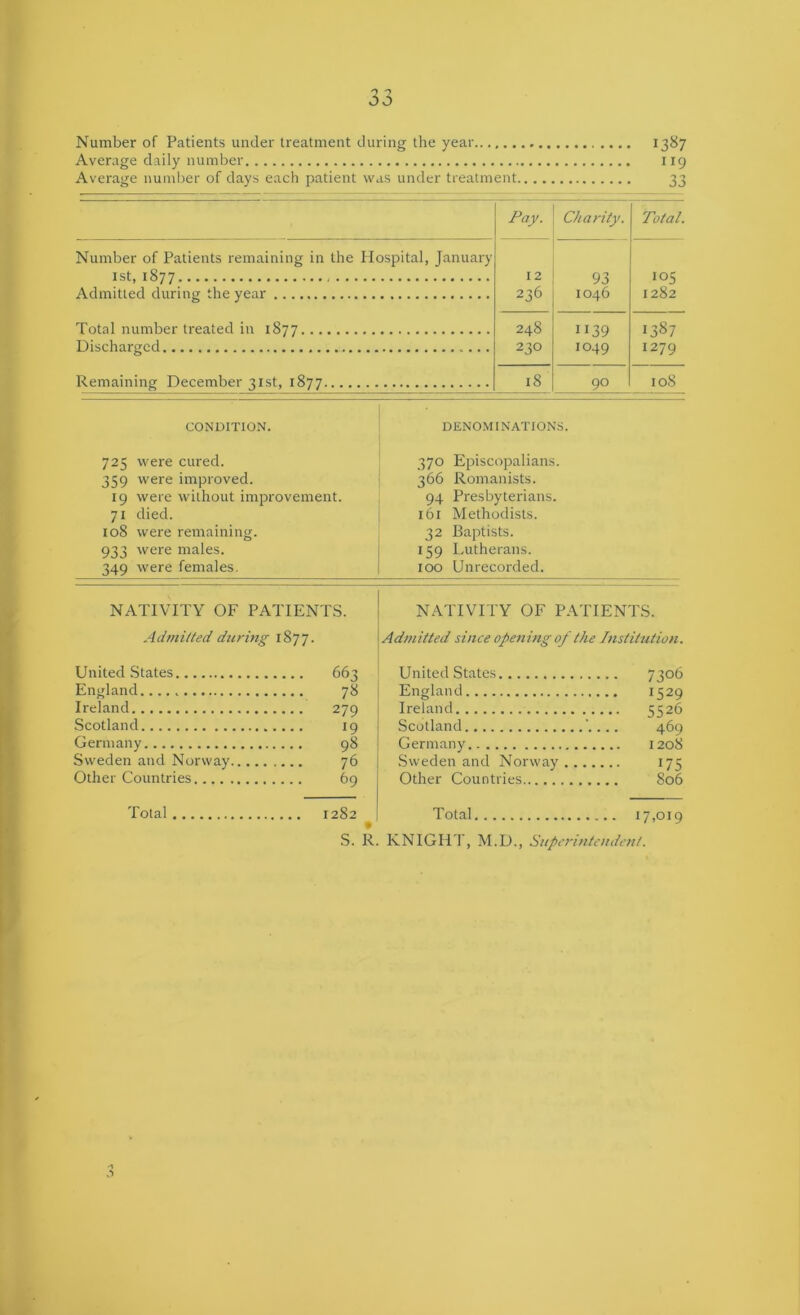 33
Number of Patients under treatment during the year.... 1387
Average daily number.... 119
Average number of days each patient was under treatment.... 33
Pay. Charity. Total.
Number of Patients remaining in the Hospital, January
1st, 1877.... 12 93 105
Admitted during the year.... 236 1046 1282
Total number treated in 1877.... 248 1139 1387
Discharged.... 230 1049 1279
Remaining December 31st, 1877.... 18 90 108
CONDITION.
725 were cured.
359 were improved.
19 were without improvement.
71 died.
108 were remaining.
933 were males.
349 were females.
DENOMINATIONS.
370 Episcopalians.
366 Romanists.
94 Presbyterians.
161 Methodists.
32 Baptists.
159 Lutherans.
100 Unrecorded.
NATIVITY OF PATIENTS.
Admitted during 1877.
United States.... 663
England.... 78
Ireland.... 279
Scotland.... 19
Germany.... 98
Sweden and Norway.... 76
Other Countries.... 69
Total.... 1282
NATIVITY OF PATIENTS.
Admitted since opening of the Institution.
United States.... 7306
England.... 1529
Ireland.... 5526
Scotland.... 469
Germany.... 1208
Sweden and Norway.... 175
Other Countries.... 806
Total.... 17,019
S. R. KNIGHT, M.D., Superintendent.
3